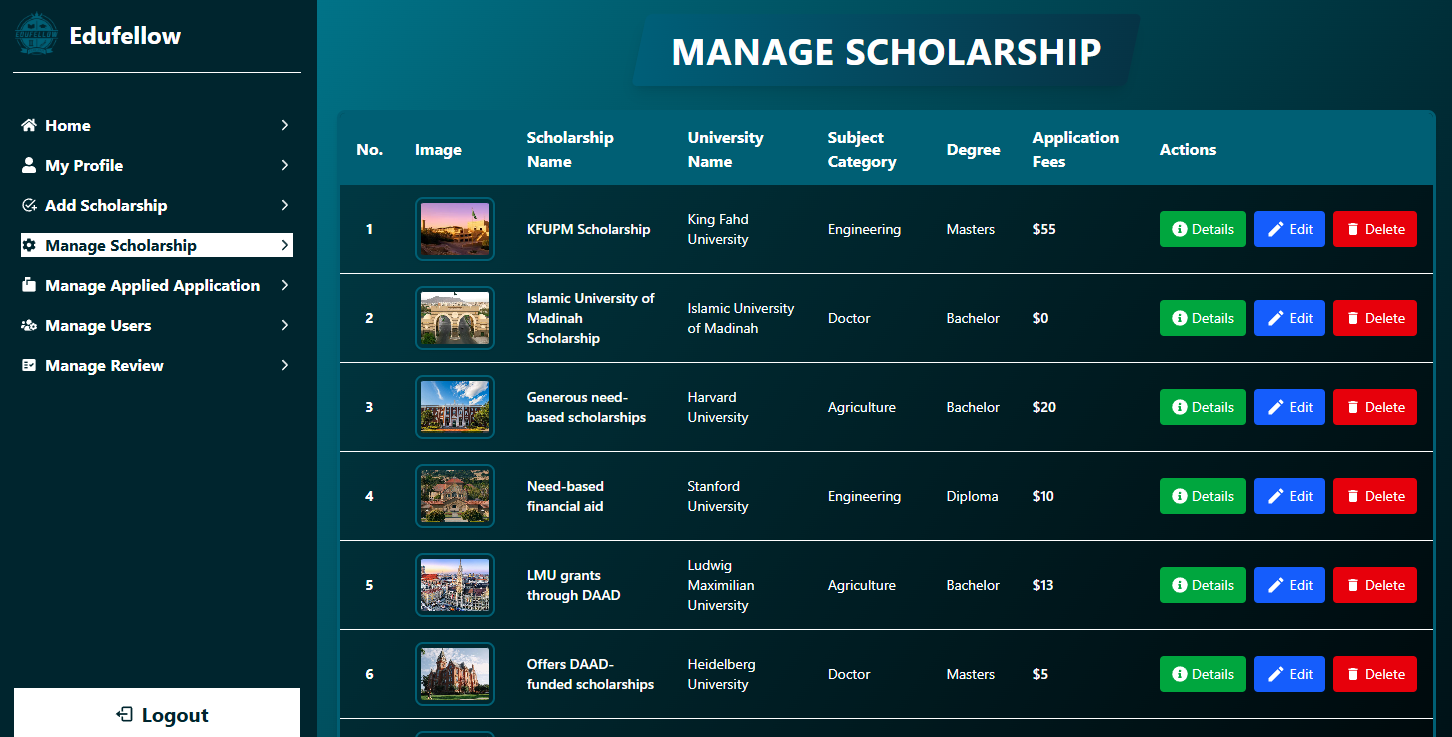 EDUFELLOW
Edufellow
Home
My Profile
Add Scholarship
Manage Scholarship
Manage Applied Application
Manage Users
Manage Review
Logout
MANAGE SCHOLARSHIP
No. Image Scholarship Name University Name Subject Category Degree Application Fees Actions
1 KFUPM Scholarship King Fahd University Engineering Masters $55 Details Edit Delete
2 Islamic University of Madinah Scholarship Islamic University of Madinah Doctor Bachelor $0 Details Edit Delete
3 Generous need-based scholarships Harvard University Agriculture Bachelor $20 Details Edit Delete
4 Need-based financial aid Stanford University Engineering Diploma $10 Details Edit Delete
5 LMU grants through DAAD Ludwig Maximilian University Agriculture Bachelor $13 Details Edit Delete
6 Offers DAAD-funded scholarships Heidelberg University Doctor Masters $5 Details Edit Delete